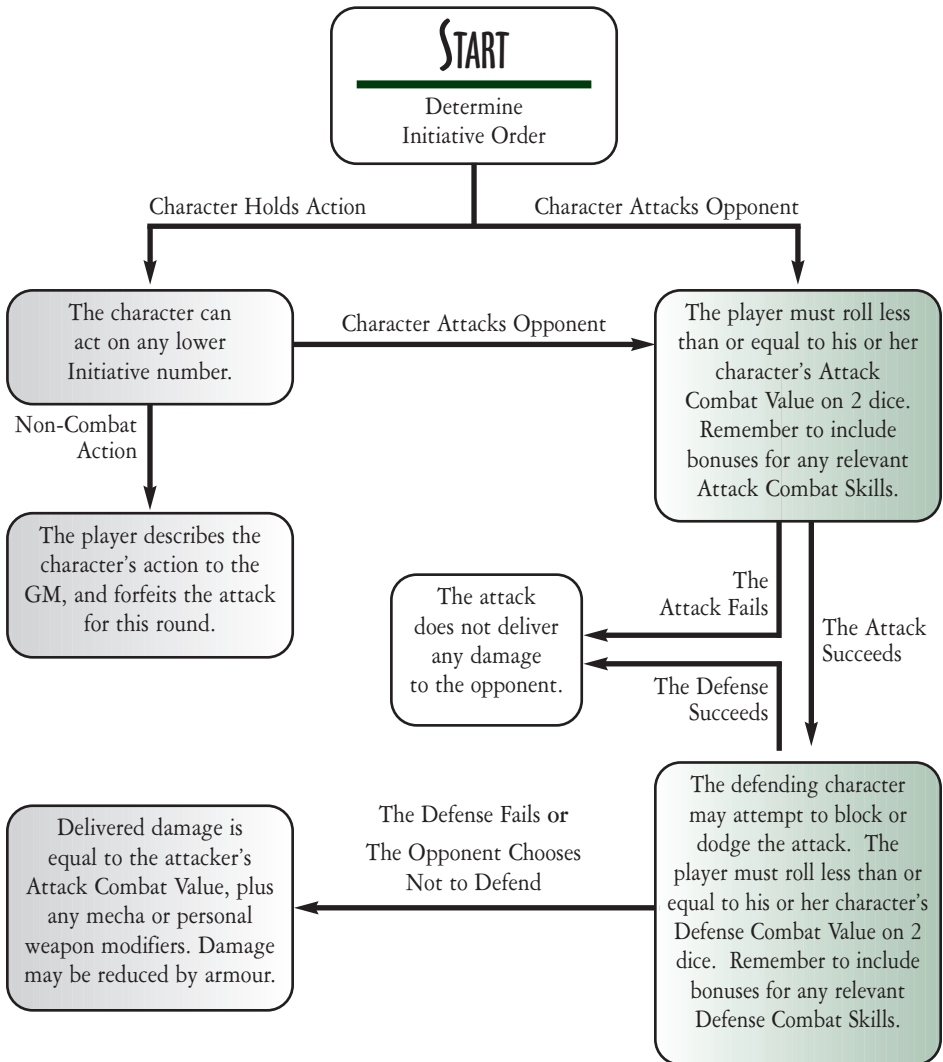 START
Determine
Initiative Order
Character Holds Action
Character Attacks Opponent
The character can
act on any lower
Initiative number.
Character Attacks Opponent
The player must roll less
than or equal to his or her
character's Attack
Combat Value on 2 dice.
Remember to include
bonuses for any relevant
Attack Combat Skills.
Non-Combat
Action
The player describes the
character's action to the
GM, and forfeits the attack
for this round.
The attack
does not deliver
any damage
to the opponent.
The
Attack Fails
The Attack
Succeeds
The Defense
Succeeds
The defending character
may attempt to block or
dodge the attack. The
player must roll less than or
equal to his or her character's
Defense Combat Value on 2
dice. Remember to include
bonuses for any relevant
Defense Combat Skills.
The Defense Fails or
The Opponent Chooses
Not to Defend
Delivered damage is
equal to the attacker's
Attack Combat Value, plus
any mecha or personal
weapon modifiers. Damage
may be reduced by armour.